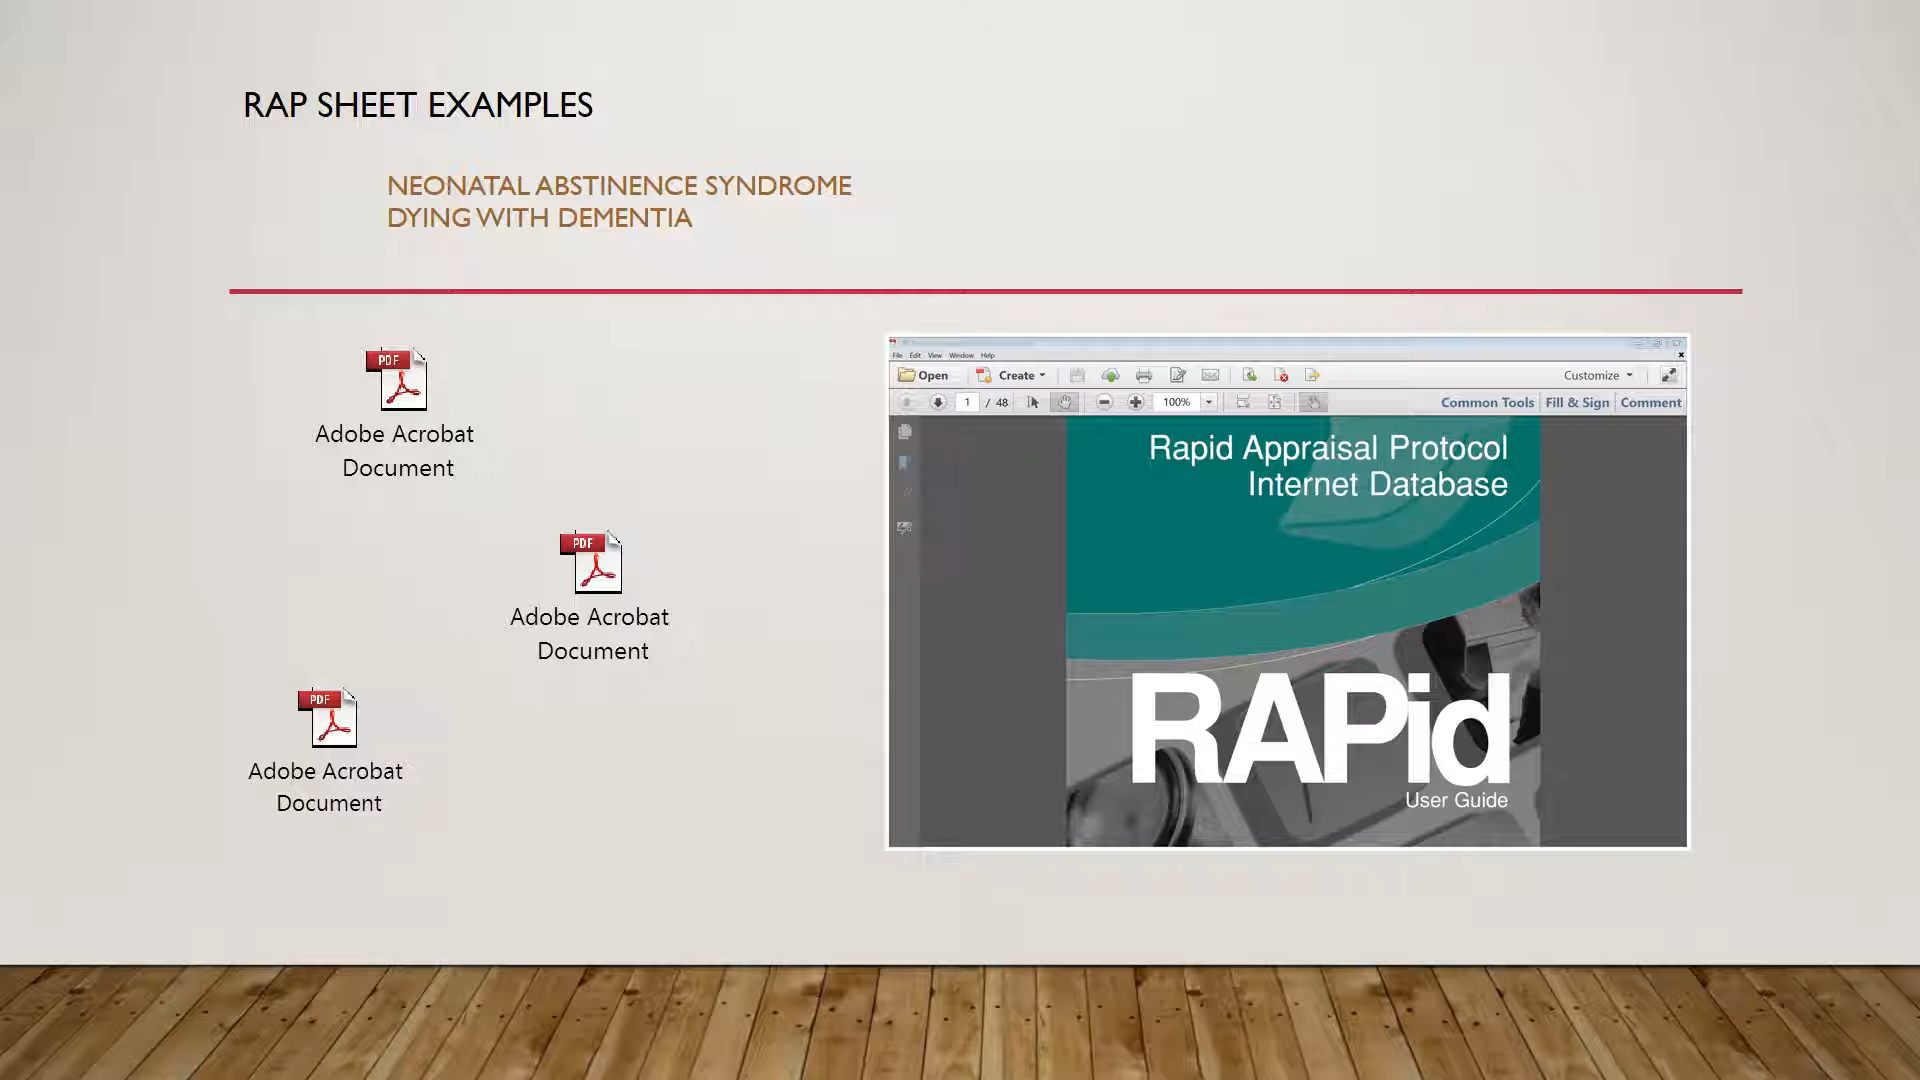 RAP SHEET EXAMPLES
NEONATAL ABSTINENCE SYNDROME
DYING WITH DEMENTIA
PDF
Adobe Acrobat
Document
PDF
Adobe Acrobat
Document
PDF
Adobe Acrobat
Document
File Edit View Window Help
Open Create Customize
1 / 48 100% Common Tools Fill & Sign Comment
Rapid Appraisal Protocol
Internet Database
RAPid
User Guide